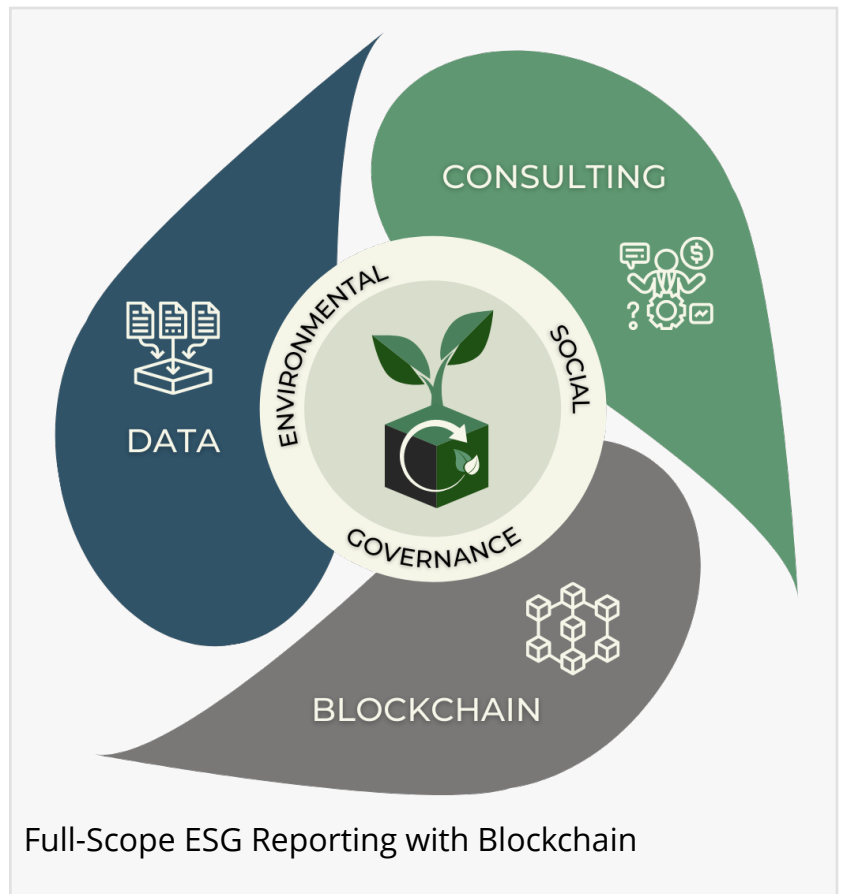 CONSULTING
DATA
ENVIRONMENTAL
SOCIAL
GOVERNANCE
BLOCKCHAIN
$
?
Full-Scope ESG Reporting with Blockchain